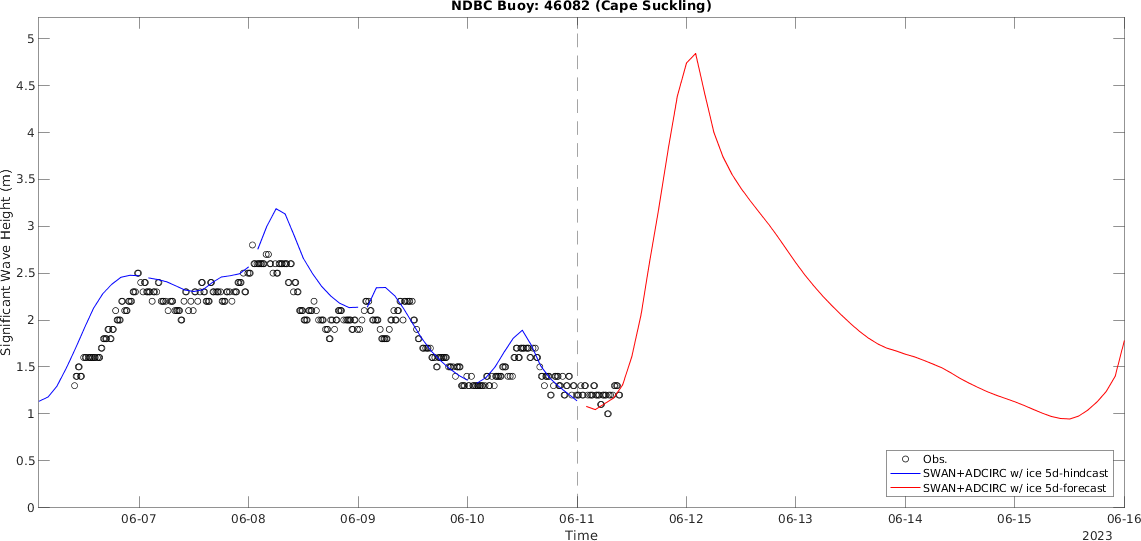 NDBC Buoy: 46082 (Cape Suckling)
5
4.5
4
3.5
3
2.5
2
1.5
1
0.5
0
Significant Wave Height (m)
Obs.
SWAN+ADCIRC w/ ice 5d-hindcast
SWAN+ADCIRC w/ ice 5d-forecast
06-07 06-08 06-09 06-10 06-11 06-12 06-13 06-14 06-15 06-16
Time
2023